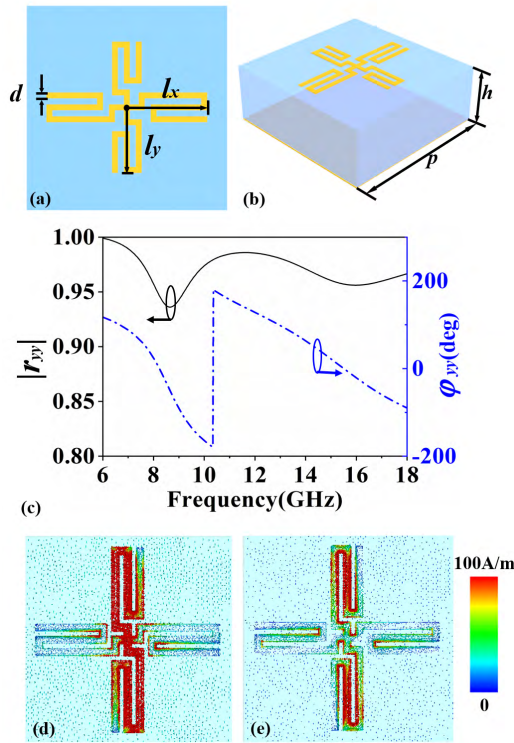 d
lx
ly
(a)
h
p
(b)
1.00
0.95
0.90
0.85
0.80
|ryy|
200
0
-200
φyy(deg)
6 8 10 12 14 16 18
Frequency(GHz)
(c)
100A/m
0
(d)
(e)